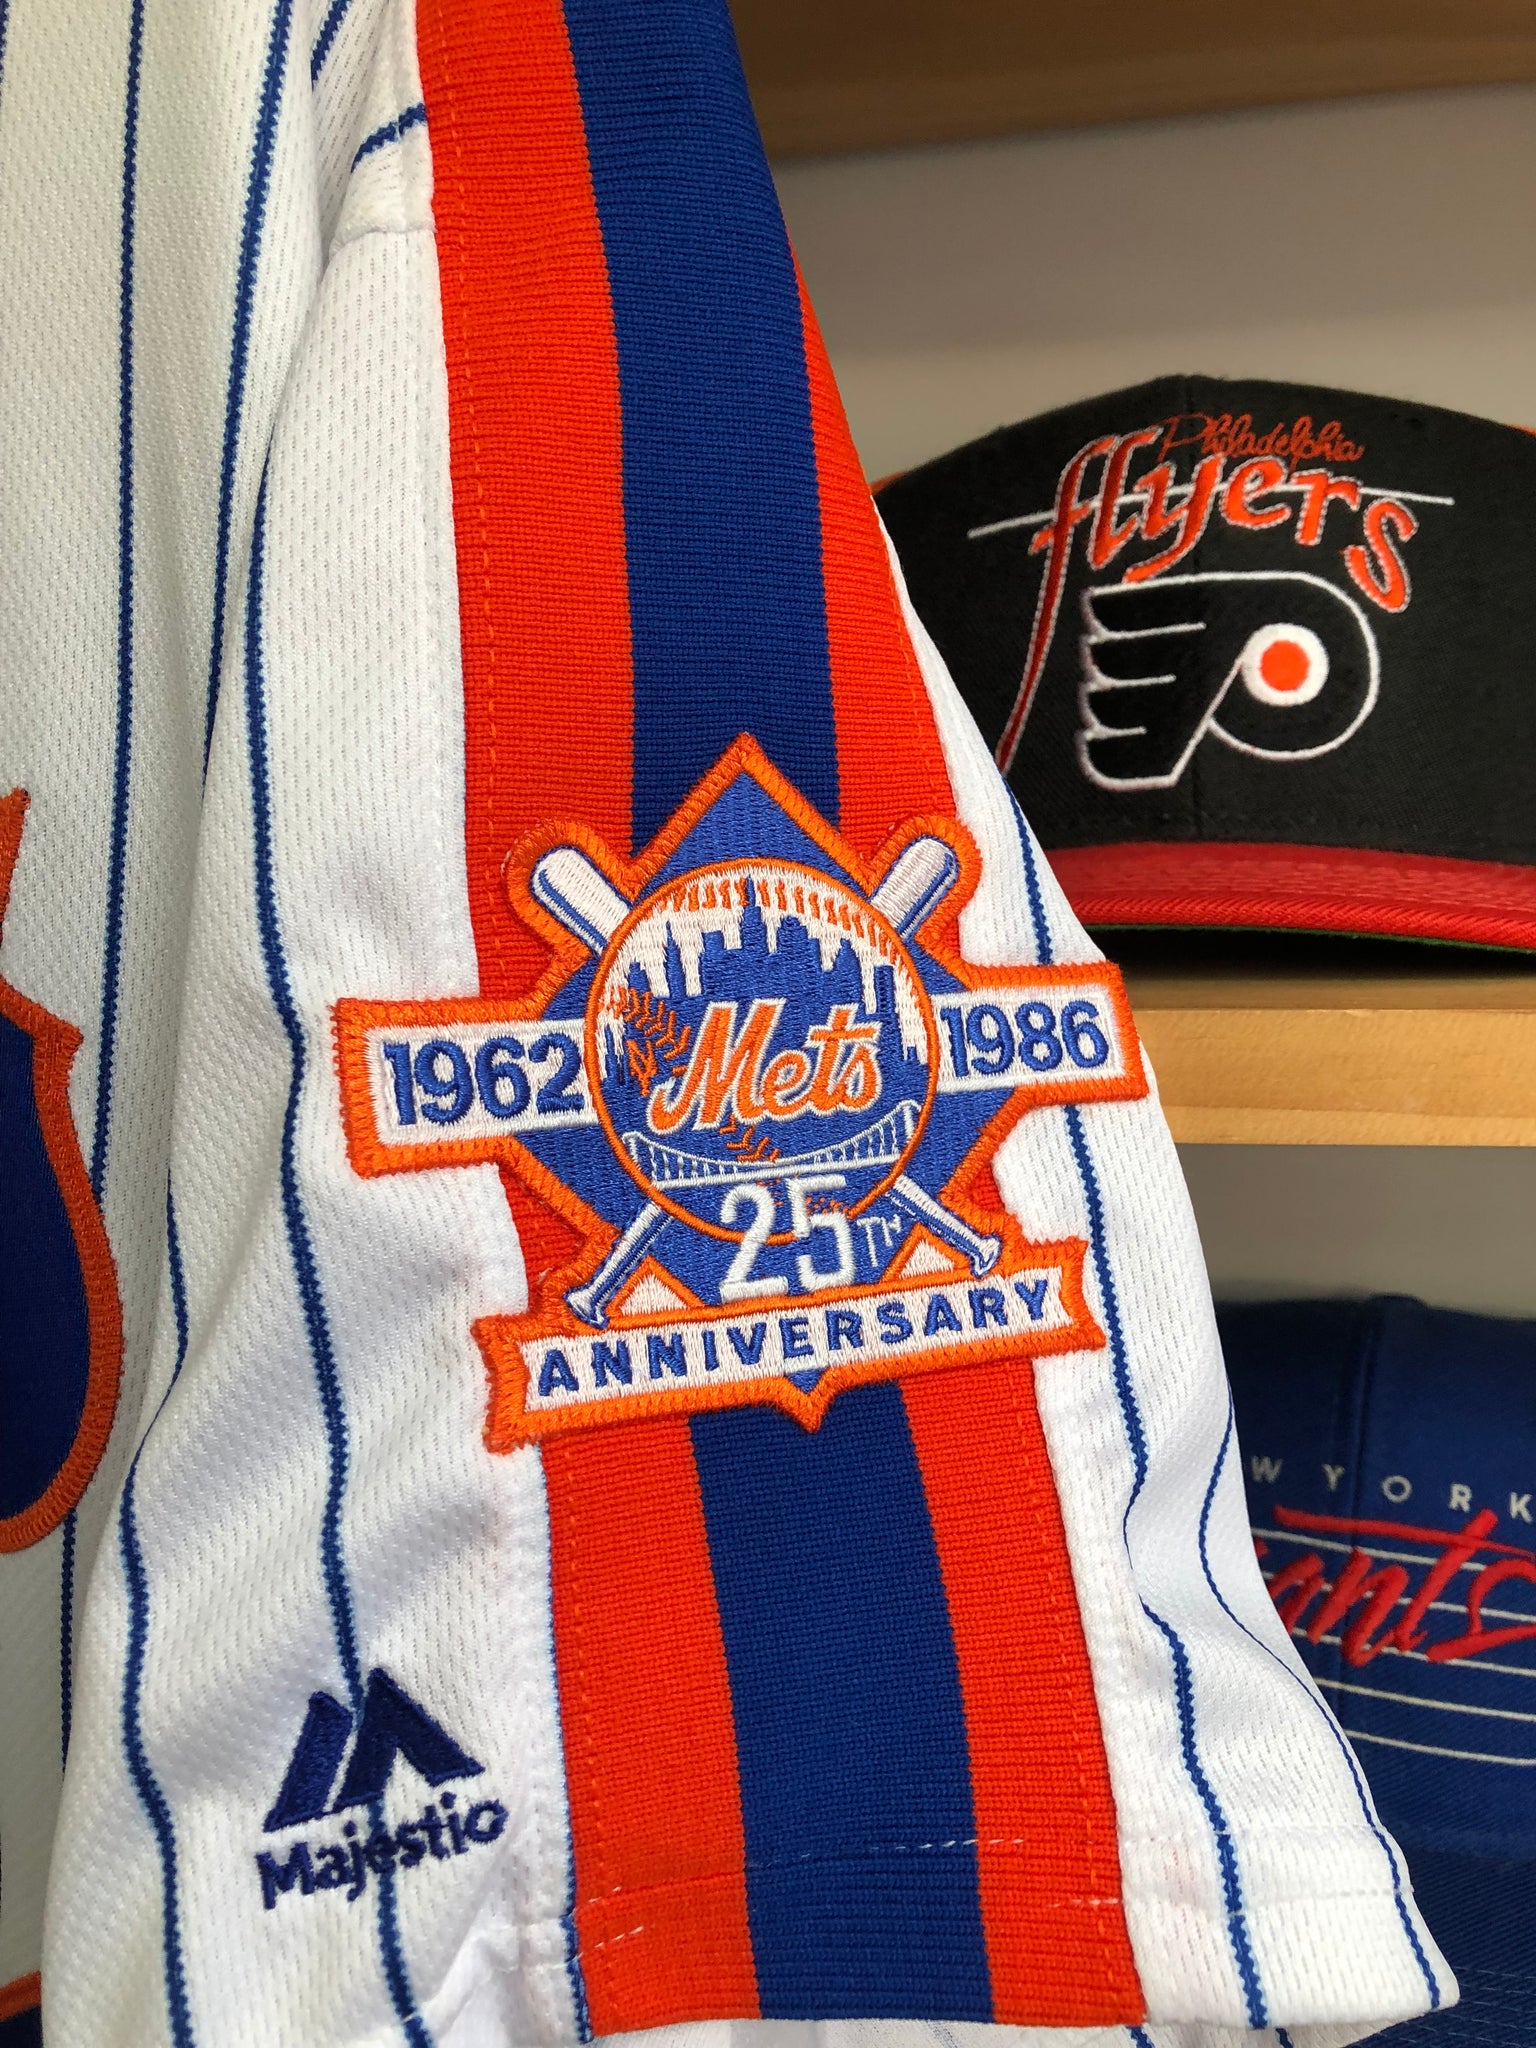 Philadelphia
flyers
1962
Mets
1986
25TH
ANNIVERSARY
W YORK
Majestic